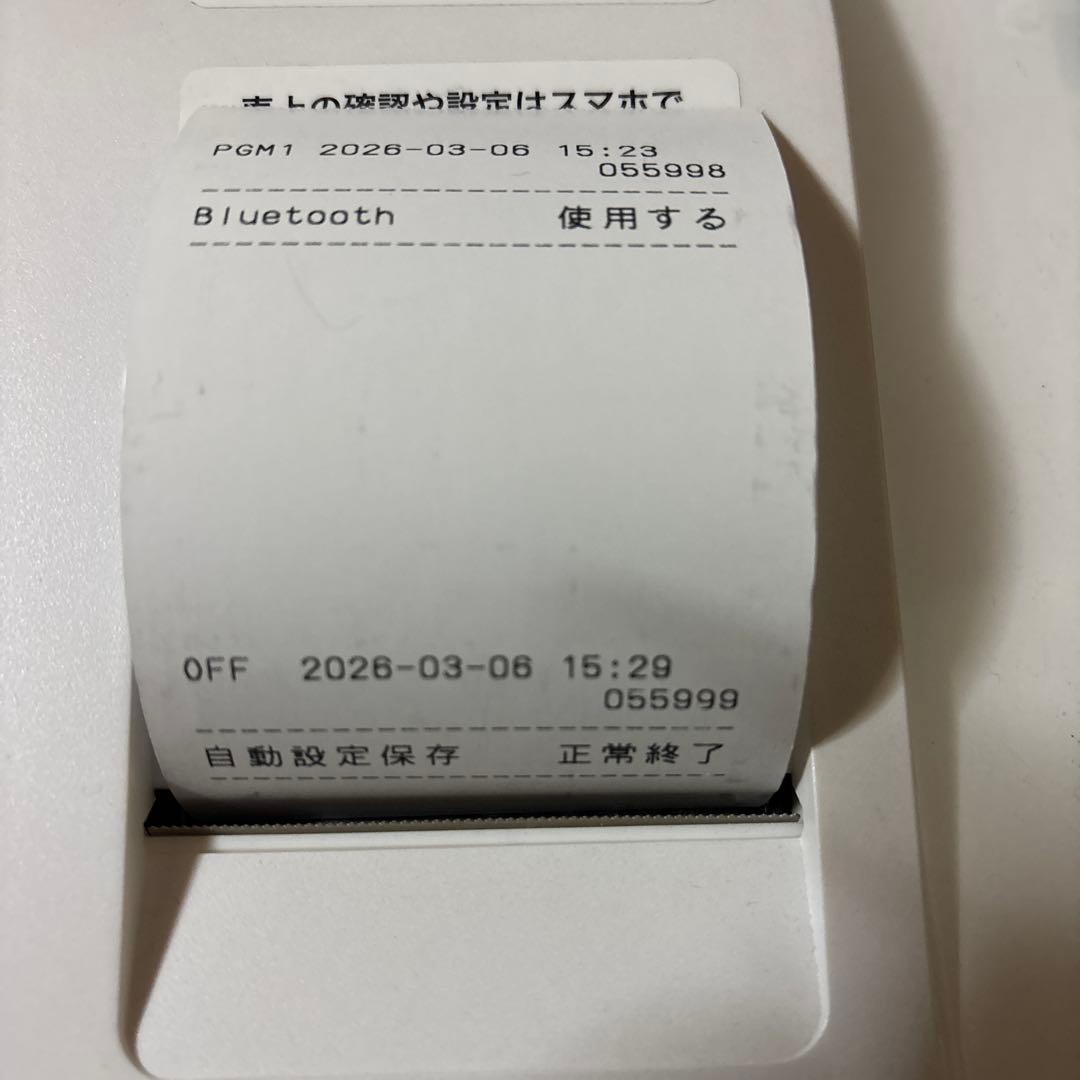 売上の確認や設定はスマホで
PGM1 2026-03-06 15:23
055998
Bluetooth 使用する
OFF 2026-03-06 15:29
055999
自動設定保存 正常終了